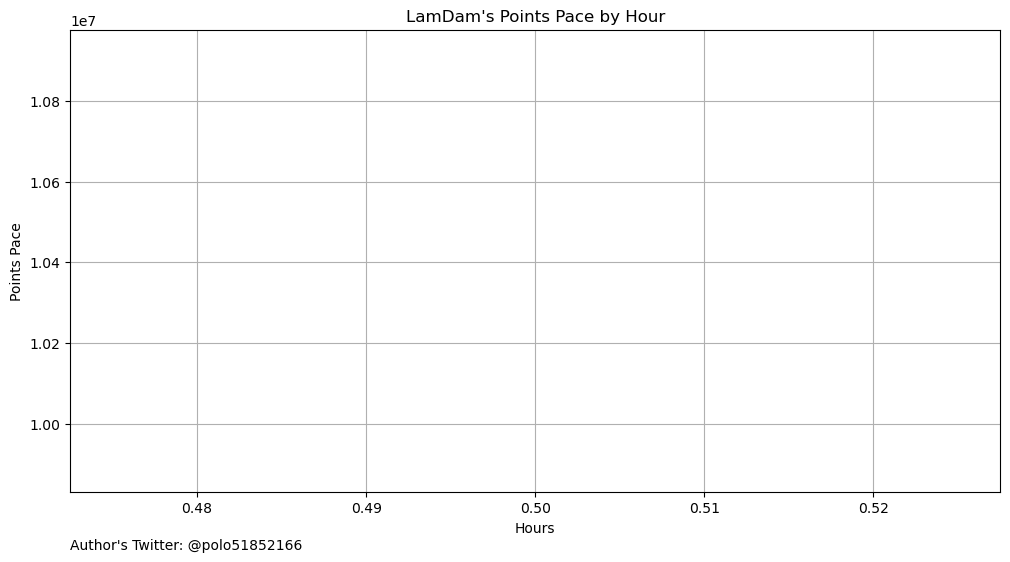 LamDam's Points Pace by Hour
1e7
1.08
1.06
1.04
1.02
1.00
Points Pace
0.48 0.49 0.50 0.51 0.52
Hours
Author's Twitter: @polo51852166